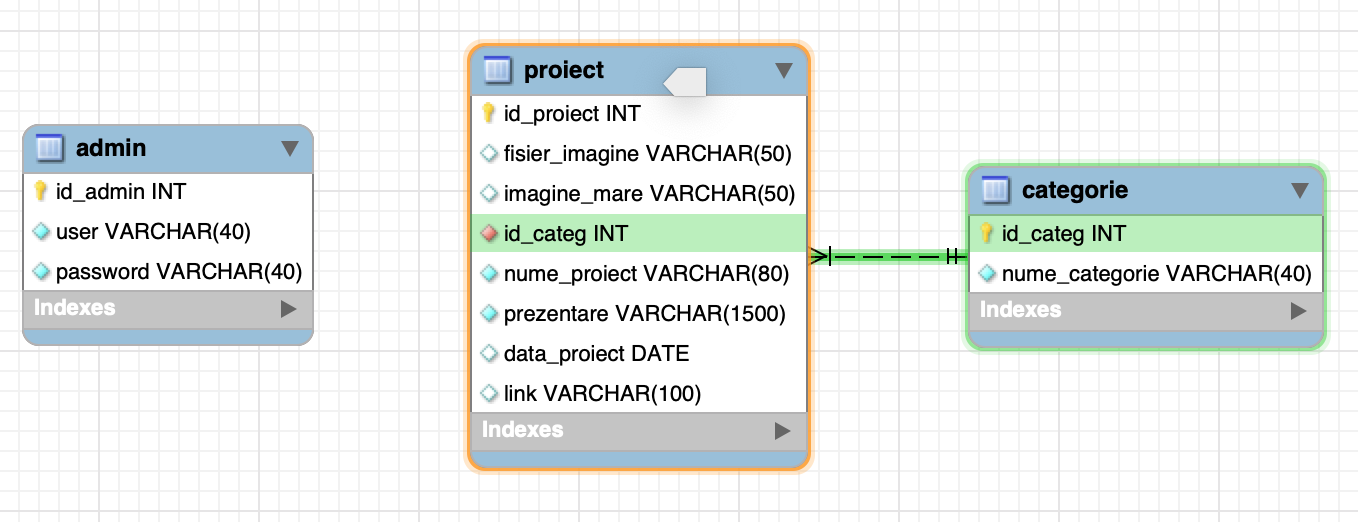 admin
id_admin INT
user VARCHAR(40)
password VARCHAR(40)
Indexes
proiect
id_proiect INT
fisier_imagine VARCHAR(50)
imagine_mare VARCHAR(50)
id_categ INT
nume_proiect VARCHAR(80)
prezentare VARCHAR(1500)
data_proiect DATE
link VARCHAR(100)
Indexes
categorie
id_categ INT
nume_categorie VARCHAR(40)
Indexes